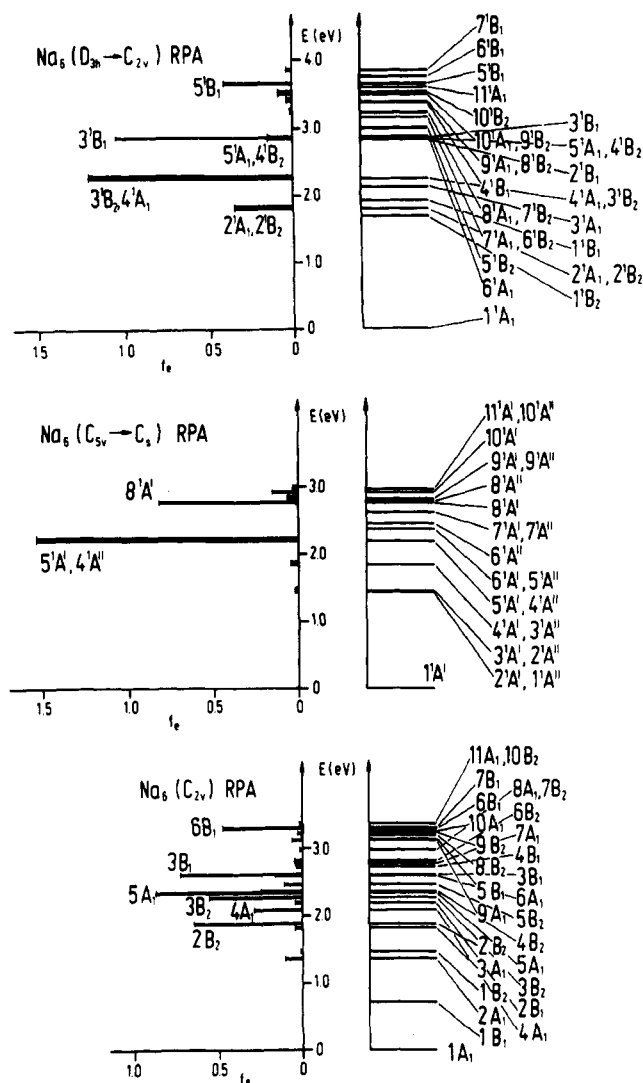 Na₆ (D₃ₕ→C₂ᵥ) RPA
E(eV)
4.0
3.0
2.0
1.0
0
5¹B₁
3¹B₁
5¹A₁,4¹B₂
3¹B₂,4¹A₁
2¹A₁,2¹B₂
1.5
1.0
0.5
0
fₑ
7¹B₁
6¹B₁
5¹B₁
11¹A₁
10¹B₂
3¹B₁
10¹A₁,9¹B₂
5¹A₁,4¹B₂
9¹A₁,8¹B₂
2¹B₁
4¹B₁
4¹A₁,3¹B₂
8¹A₁,7¹B₂
3¹A₁
7¹A₁,6¹B₂
1¹B₁
5¹B₂
2¹A₁,2¹B₂
6¹A₁
1¹B₂
1¹A₁
Na₆ (C₅ᵥ→Cₛ) RPA
E(eV)
3.0
2.0
1.0
0
8¹A'
5¹A',4¹A''
1.5
1.0
0.5
0
fₑ
11¹A',10¹A"
10¹A'
9¹A',9¹A''
8¹A''
8¹A'
7¹A',7¹A''
6¹A''
6¹A',5¹A''
5¹A',4¹A''
4¹A',3¹A''
3¹A',2¹A''
2¹A',1¹A''
1¹A'
Na₆ (C₂ᵥ) RPA
E(eV)
3.0
2.0
1.0
0
6B₁
3B₁
5A₁
3B₂
4A₁
2B₂
1.0
0.5
0
fₑ
11A₁,10B₂
7B₁
8A₁,7B₂
6B₁
6B₂
10A₁
7A₁
9B₂
4B₁
8B₂
3B₁
5B₁
6A₁
9A₁
5B₂
4B₂
2B₂
5A₁
3A₁
3B₂
1B₂
2B₁
2A₁
4A₁
1B₁
1A₁